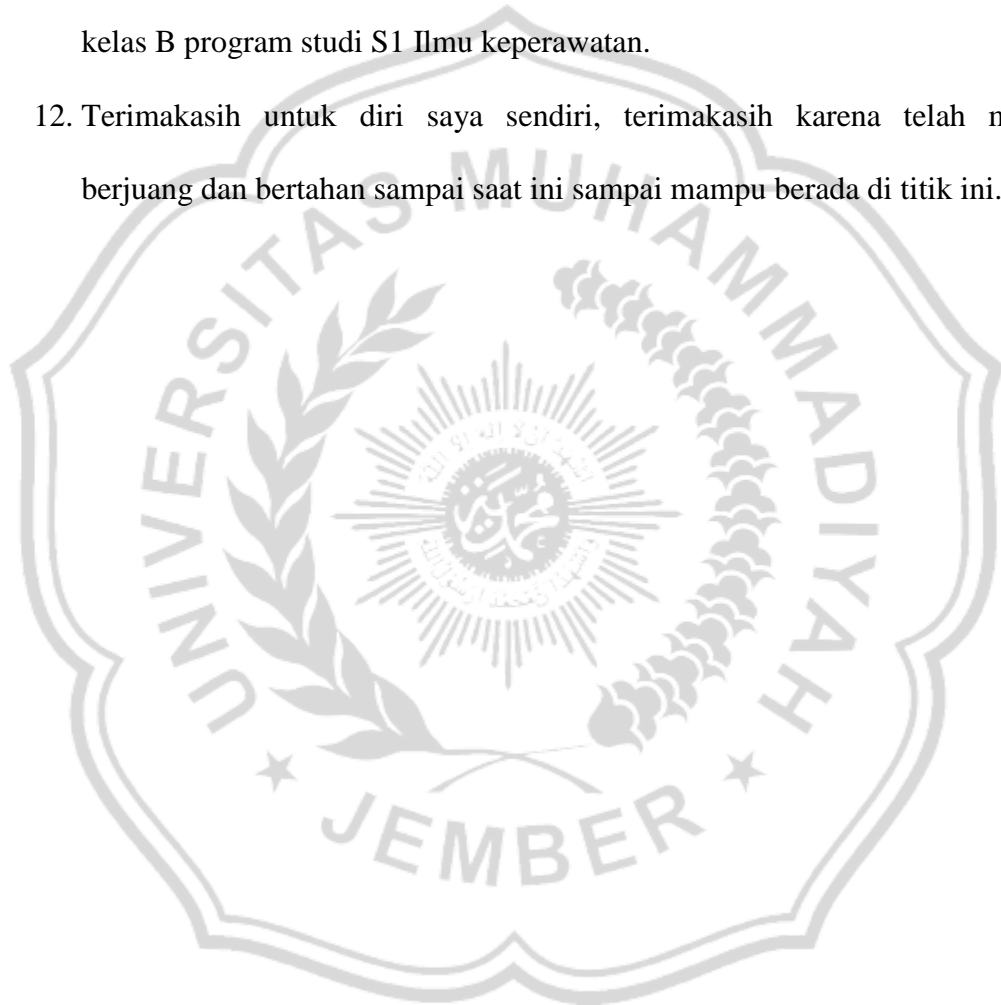 kelas B program studi S1 Ilmu keperawatan.
12. Terimakasih untuk diri saya sendiri, terimakasih karena telah
berjuang dan bertahan sampai saat ini sampai mampu berada di titik ini.
UNIVERSITAS MUHAMMADIYAH
JEMBER